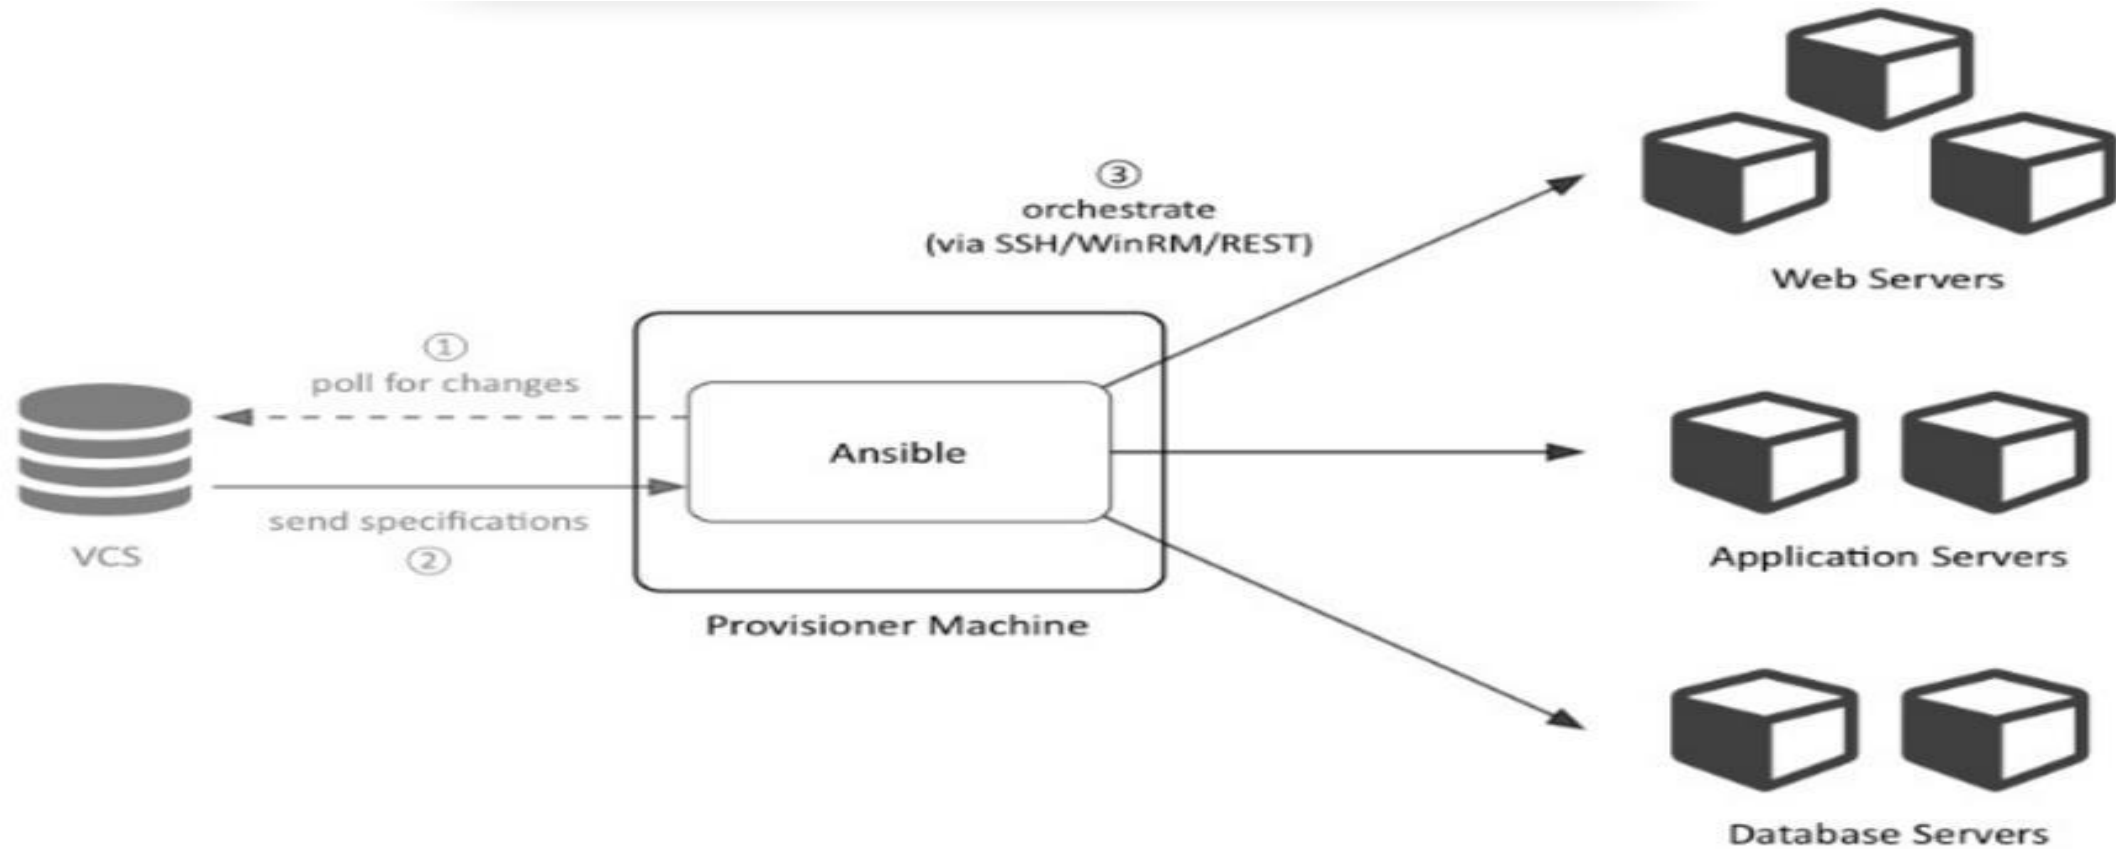 ③
orchestrate
(via SSH/WinRM/REST)
Web Servers
①
poll for changes
Ansible
send specifications
②
VCS
Provisioner Machine
Application Servers
Database Servers